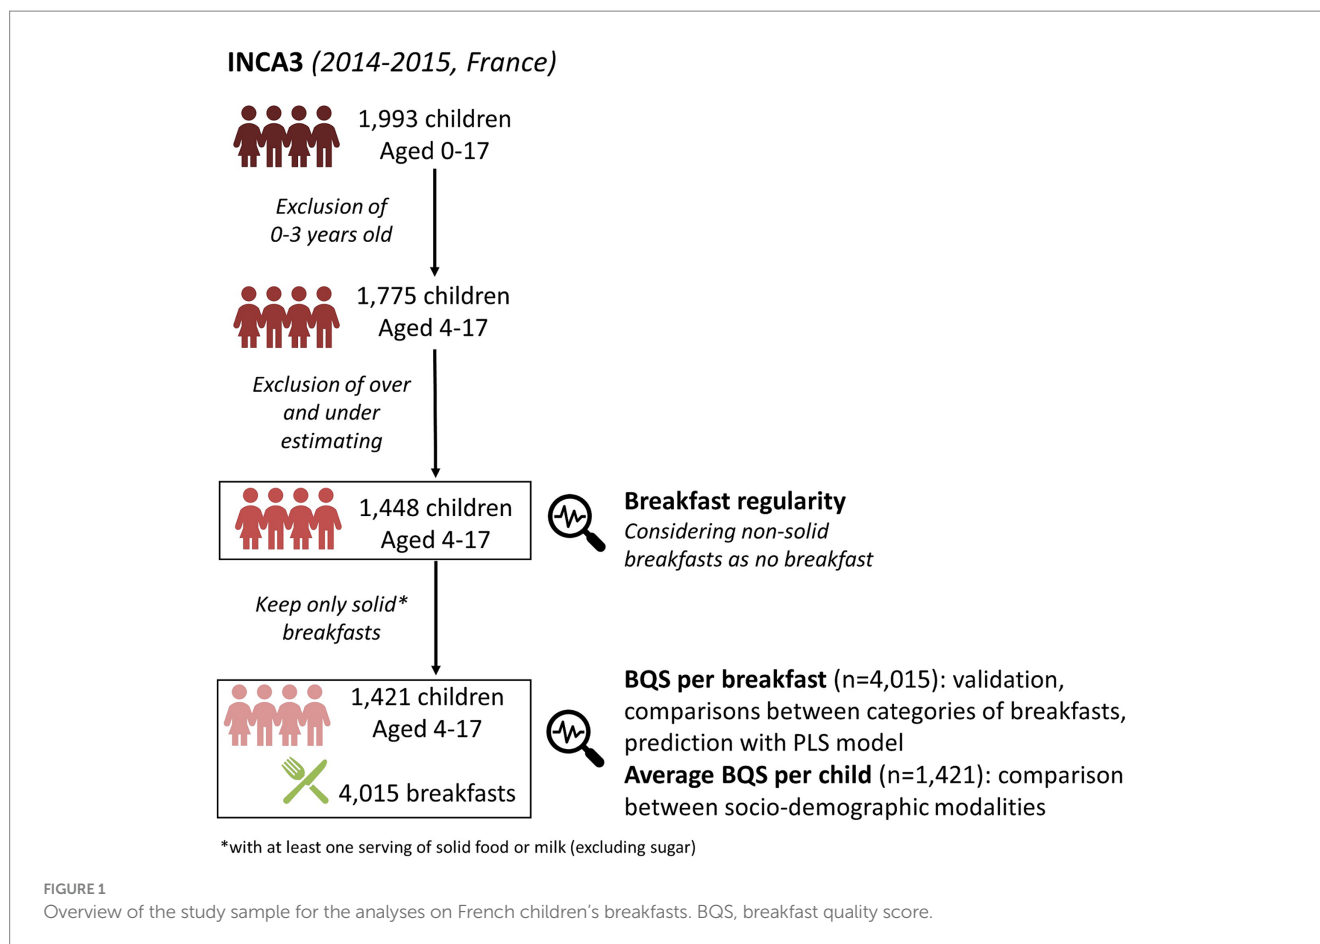 INCA3 (2014-2015, France)
1,993 children
Aged 0-17
Exclusion of
0-3 years old
1,775 children
Aged 4-17
Exclusion of over
and under
estimating
1,448 children
Aged 4-17
Breakfast regularity
Considering non-solid
breakfasts as no breakfast
Keep only solid*
breakfasts
1,421 children
Aged 4-17
4,015 breakfasts
BQS per breakfast (n=4,015): validation,
comparisons between categories of breakfasts,
prediction with PLS model
Average BQS per child (n=1,421): comparison
between socio-demographic modalities
*with at least one serving of solid food or milk (excluding sugar)
FIGURE 1
Overview of the study sample for the analyses on French children’s breakfasts. BQS, breakfast quality score.